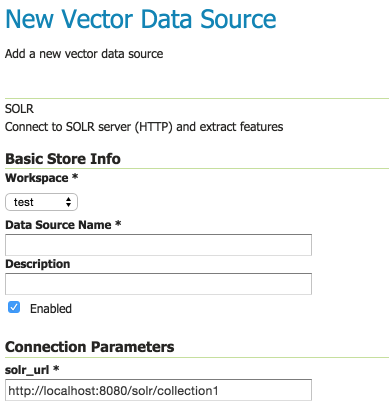 New Vector Data Source
Add a new vector data source
SOLR
Connect to SOLR server (HTTP) and extract features
Basic Store Info
Workspace *
test
Data Source Name *
Description
Enabled
Connection Parameters
solr_url *
http://localhost:8080/solr/collection1